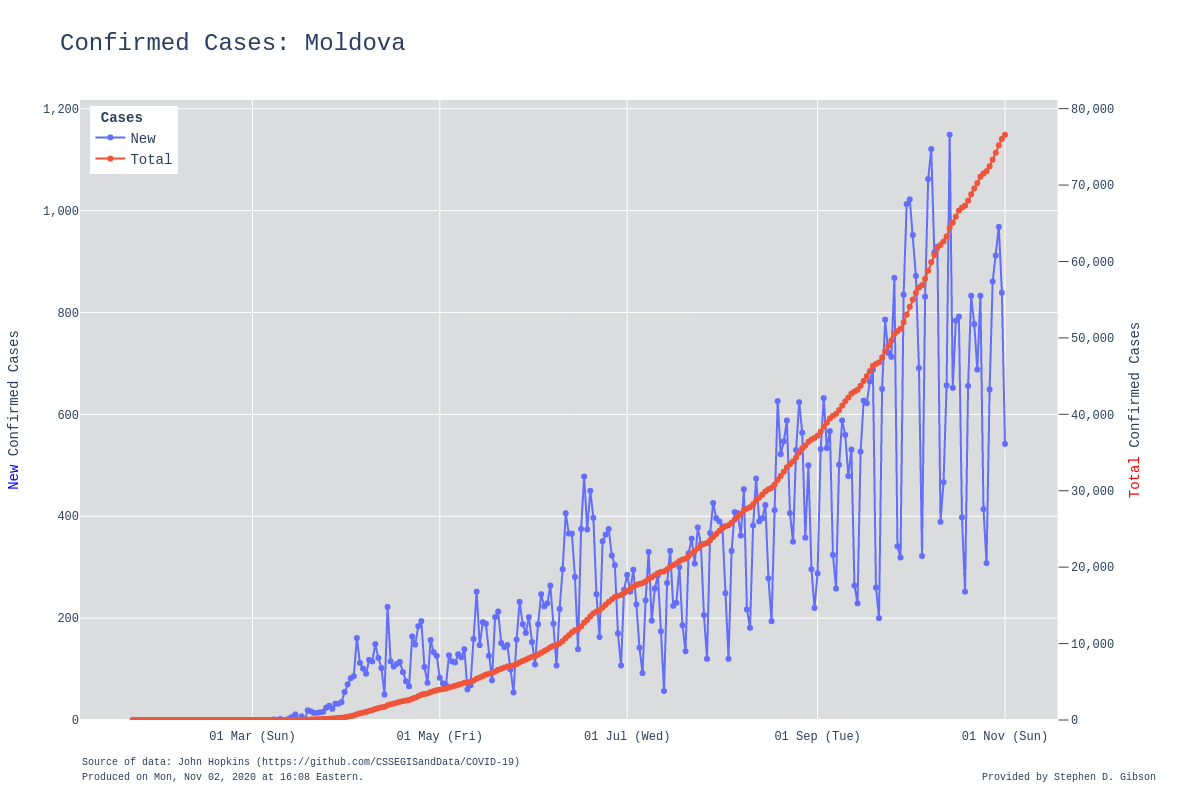 Confirmed Cases: Moldova
Cases
New
Total
1,200
1,000
800
600
400
200
0
80,000
70,000
60,000
50,000
40,000
30,000
20,000
10,000
0
New Confirmed Cases
Total Confirmed Cases
01 Mar (Sun)
01 May (Fri)
01 Jul (Wed)
01 Sep (Tue)
01 Nov (Sun)
Source of data: John Hopkins (https://github.com/CSSEGISandData/COVID-19)
Produced on Mon, Nov 02, 2020 at 16:08 Eastern.
Provided by Stephen D. Gibson